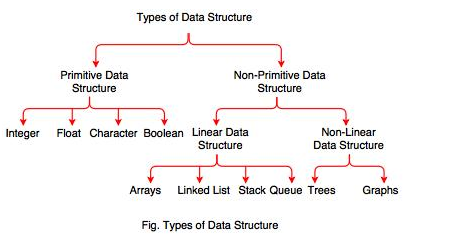 Types of Data Structure
Primitive Data
Structure
Non-Primitive Data
Structure
Integer Float Character Boolean
Linear Data
Structure
Non-Linear
Data Structure
Arrays Linked List Stack Queue Trees Graphs
Fig. Types of Data Structure